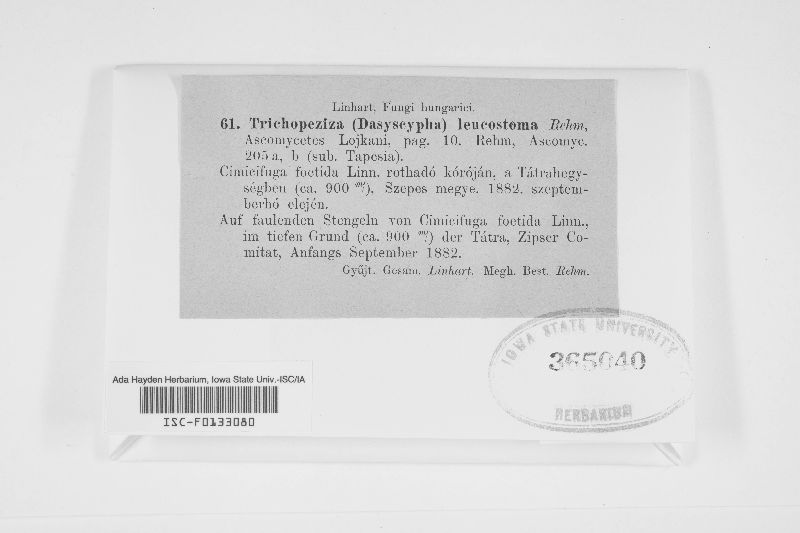 Linhart, Fungi hungarici.
61. Trichopeziza (Dasyscypha) leucostoma Rehm,
Ascomycetes Lojkani, pag. 10. Rehm, Ascomyc.
205 a, b (sub. Tapesia).
Cimicifuga foetida Linn. rothadó kóróján, a Tátrahegy-
ségben (ca. 900 m/), Szepes megye. 1882. szeptem-
berhó elején.
Auf faulenden Stengeln von Cimicifuga foetida Linn.,
im tiefen Grund (ca. 900 m/) der Tátra, Zipser Co-
mitat, Anfangs September 1882.
Gyűjt. Gesam. Linhart. Megh. Best. Rehm.
IOWA STATE UNIVERSITY
365040
HERBARIUM
Ada Hayden Herbarium, Iowa State Univ.-ISC/IA
ISC-F0133080